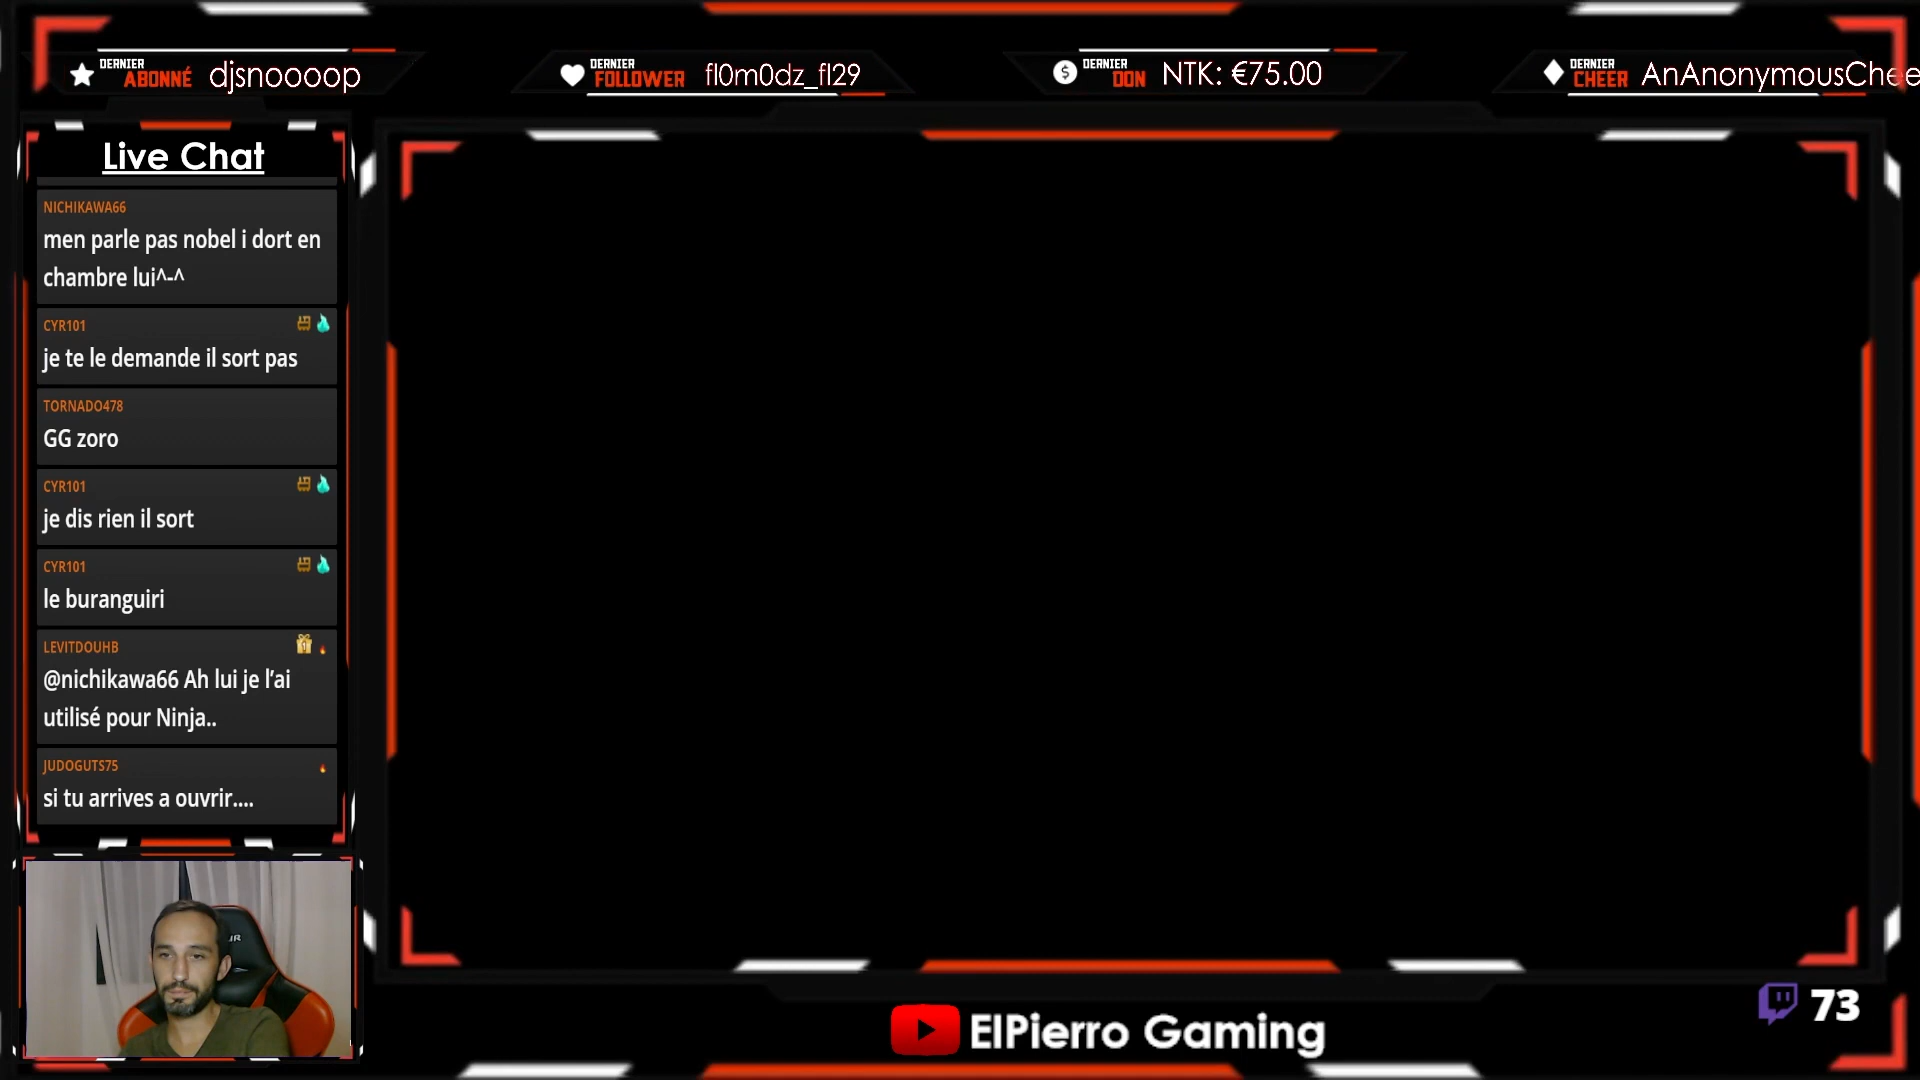 DERNIER
ABONNÉ djsnoooop
DERNIER
FOLLOWER fl0m0dz_fl29
DERNIER
DON NTK: €75.00
DERNIER
CHEER AnAnonymousChee
Live Chat
NICHIKAWA66
men parle pas nobel i dort en
chambre lui^-^
CYR101
je te le demande il sort pas
TORNADO478
GG zoro
CYR101
je dis rien il sort
CYR101
le buranguiri
LEVITDOUHB
@nichikawa66 Ah lui je l’ai
utilisé pour Ninja..
JUDOGUTS75
si tu arrives a ouvrir....
ElPierro Gaming
73